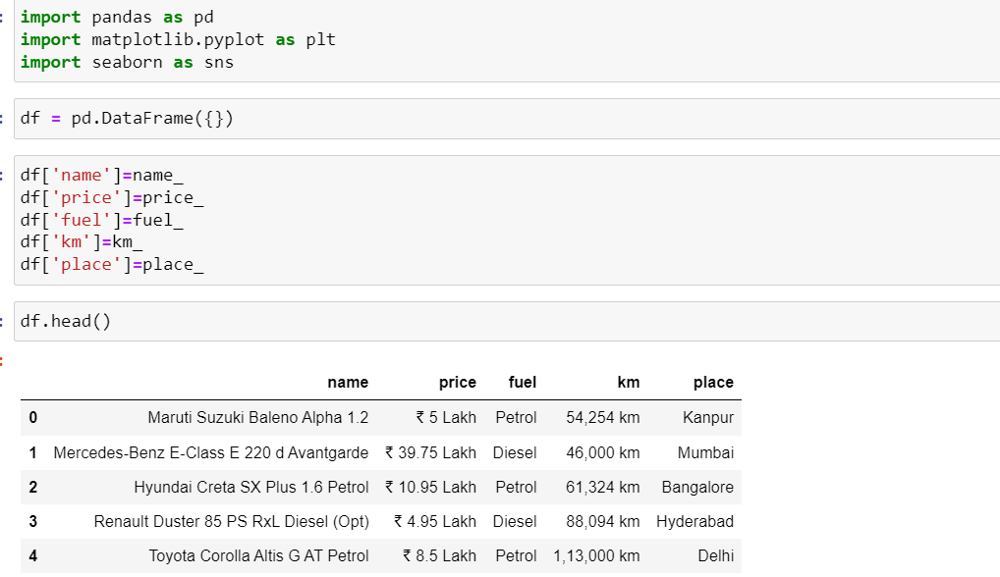 import pandas as pd
import matplotlib.pyplot as plt
import seaborn as sns
df = pd.DataFrame({})
df['name']=name_
df['price']=price_
df['fuel']=fuel_
df['km']=km_
df['place']=place_
df.head()
name price fuel km place
0 Maruti Suzuki Baleno Alpha 1.2 ₹ 5 Lakh Petrol 54,254 km Kanpur
1 Mercedes-Benz E-Class E 220 d Avantgarde ₹ 39.75 Lakh Diesel 46,000 km Mumbai
2 Hyundai Creta SX Plus 1.6 Petrol ₹ 10.95 Lakh Petrol 61,324 km Bangalore
3 Renault Duster 85 PS RxL Diesel (Opt) ₹ 4.95 Lakh Diesel 88,094 km Hyderabad
4 Toyota Corolla Altis G AT Petrol ₹ 8.5 Lakh Petrol 1,13,000 km Delhi